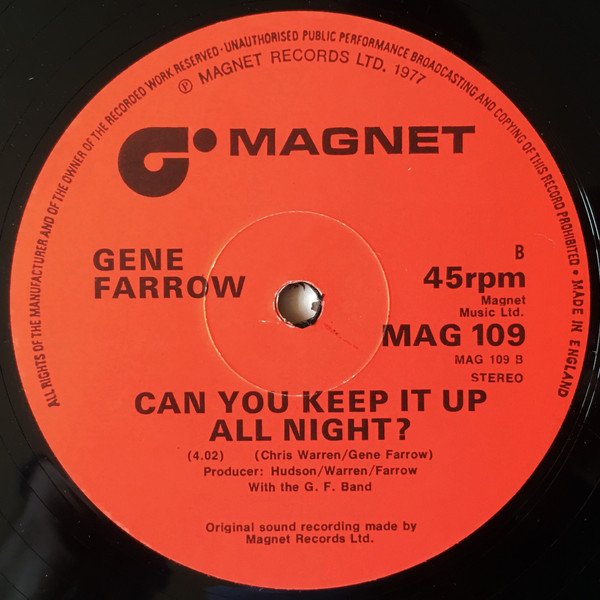 ALL RIGHTS OF THE MANUFACTURER AND OF THE OWNER OF THE RECORDED WORK RESERVED · UNAUTHORISED PUBLIC PERFORMANCE BROADCASTING AND COPYING OF THIS RECORD PROHIBITED • MADE IN ENGLAND
℗ MAGNET RECORDS LTD. 1977
MAGNET
GENE
FARROW
B
45rpm
Magnet
Music Ltd.
MAG 109
MAG 109 B
STEREO
CAN YOU KEEP IT UP
ALL NIGHT?
(4.02) (Chris Warren/Gene Farrow)
Producer: Hudson/Warren/Farrow
With the G. F. Band
Original sound recording made by
Magnet Records Ltd.